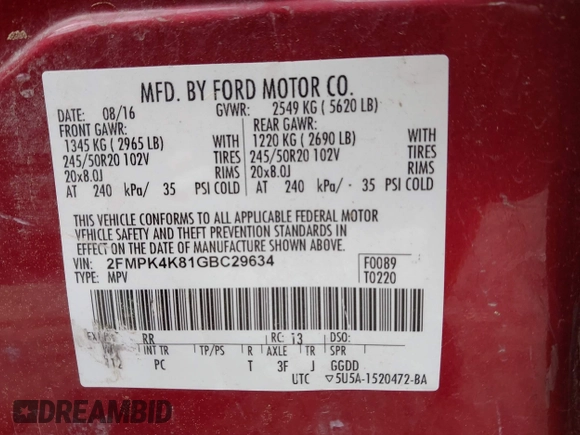 MFD. BY FORD MOTOR CO.
DATE: 08/16 GVWR: 2549 KG ( 5620 LB)
FRONT GAWR: REAR GAWR:
1345 KG ( 2965 LB) WITH 1220 KG ( 2690 LB) WITH
245/50R20 102V TIRES 245/50R20 102V TIRES
20x8.0J RIMS 20x8.0J RIMS
AT 240 kPa/ 35 PSI COLD AT 240 kPa/ 35 PSI COLD
THIS VEHICLE CONFORMS TO ALL APPLICABLE FEDERAL MOTOR
VEHICLE SAFETY AND THEFT PREVENTION STANDARDS IN
EFFECT ON THE DATE OF MANUFACTURE SHOWN ABOVE.
VIN: 2FMPK4K81GBC29634 F0089
TYPE: MPV T0220
RR RC: 13 DSO:
INT TR TP/PS R AXLE TR SPR
PC T 3F J GGDD
UTC ▽5U5A-1520472-BA
DREAMBID